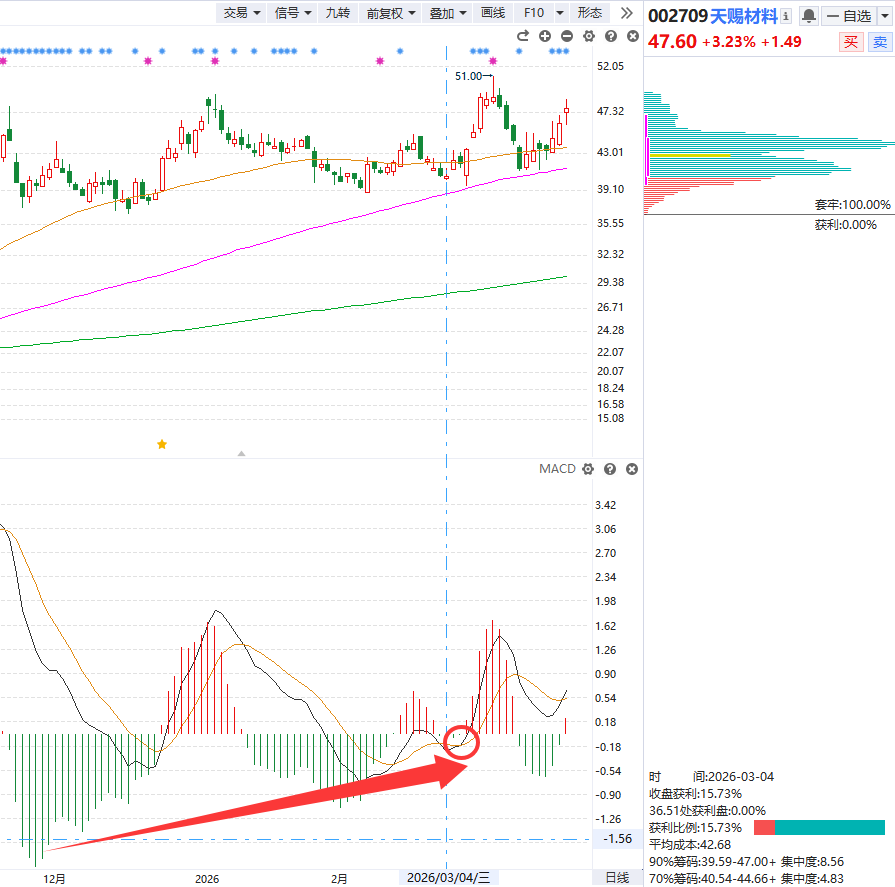 交易 信号 九转 前复权 叠加 画线 F10 形态
002709天赐材料 自选
47.60 +3.23% +1.49 买 卖
51.00
52.05
47.32
43.01
39.10
35.55
32.32
29.38
26.71
24.28
22.07
20.07
18.24
16.58
15.08
套牢:100.00%
获利:0.00%
MACD
3.42
3.06
2.70
2.34
1.98
1.62
1.26
0.90
0.54
0.18
-0.18
-0.54
-0.90
-1.26
-1.56
12月 2026 2月 2026/03/04/三 日线
时 间:2026-03-04
收盘获利:15.73%
36.51处获利盘:0.00%
获利比例:15.73%
平均成本:42.68
90%筹码:39.59-47.00+ 集中度:8.56
70%筹码:40.54-44.66+ 集中度:4.83